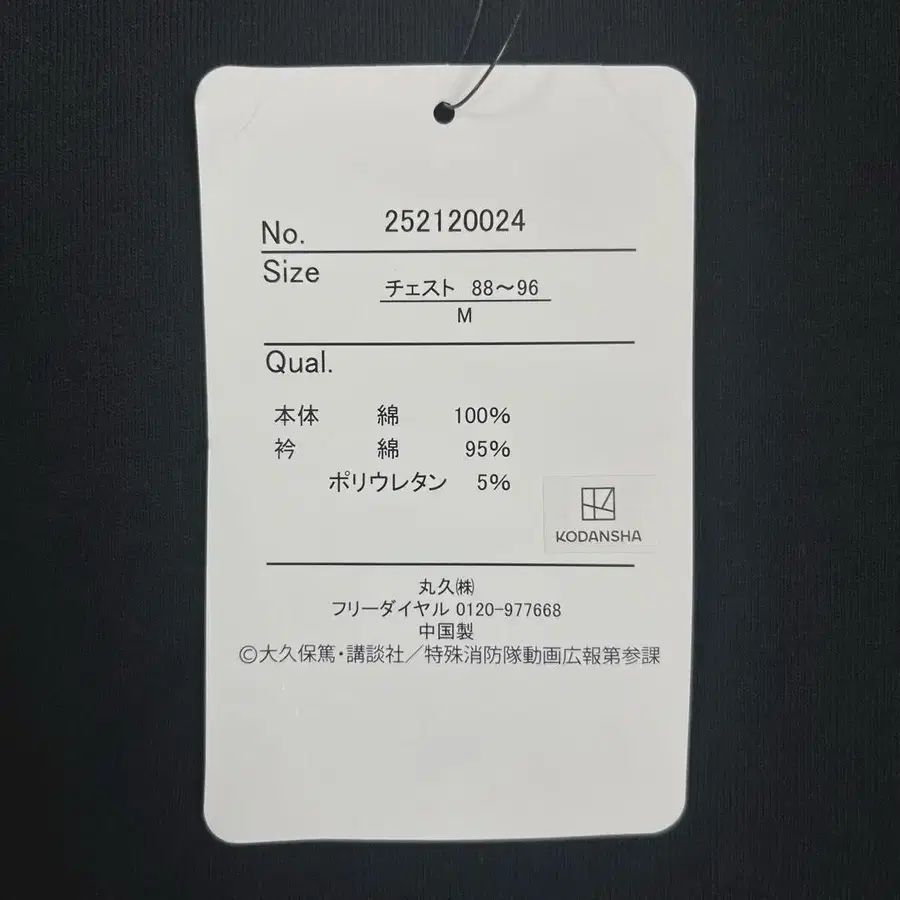 No. 252120024
Size
チェスト 88～96
M
Qual.
本体 綿 100%
衿 綿 95%
ポリウレタン 5%
KODANSHA
丸久㈱
フリーダイヤル 0120-977668
中国製
©大久保篤・講談社／特殊消防隊動画広報第参課